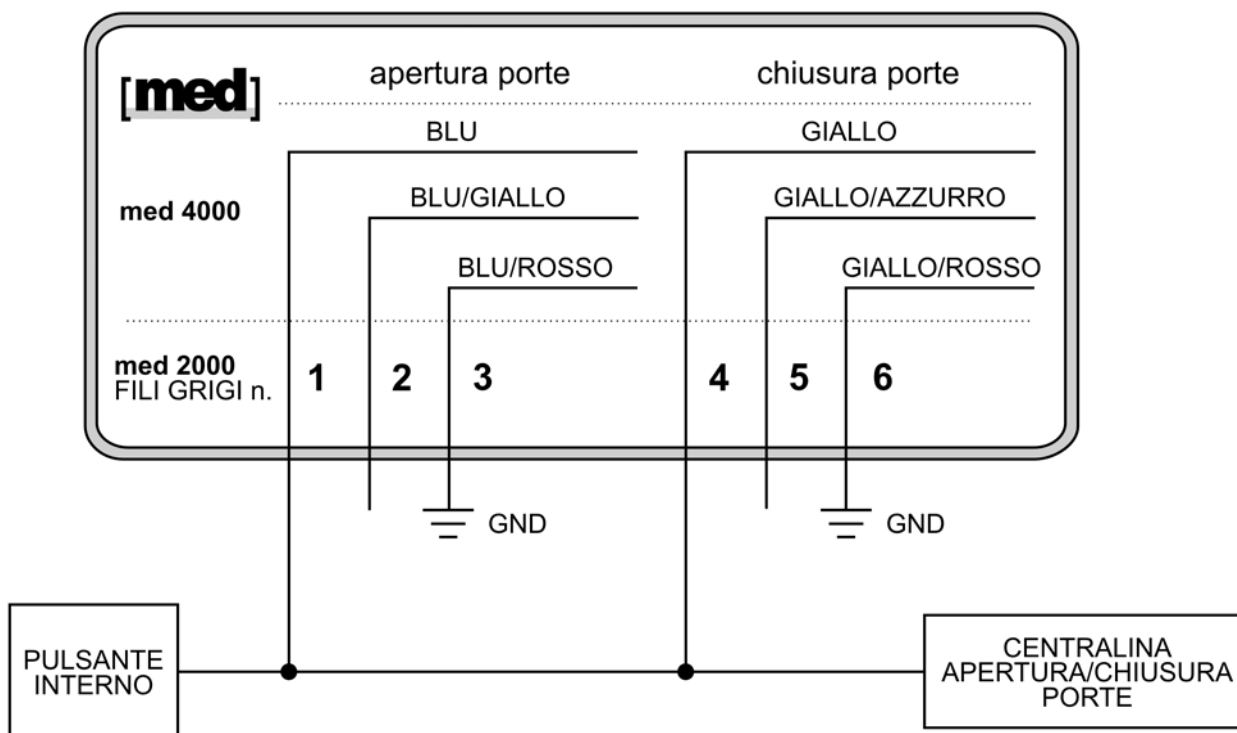 [med]
apertura porte
chiusura porte
BLU
GIALLO
med 4000
BLU/GIALLO
GIALLO/AZZURRO
BLU/ROSSO
GIALLO/ROSSO
med 2000
FILI GRIGI n.
1 2 3 4 5 6
GND
GND
PULSANTE
INTERNO
CENTRALINA
APERTURA/CHIUSURA
PORTE